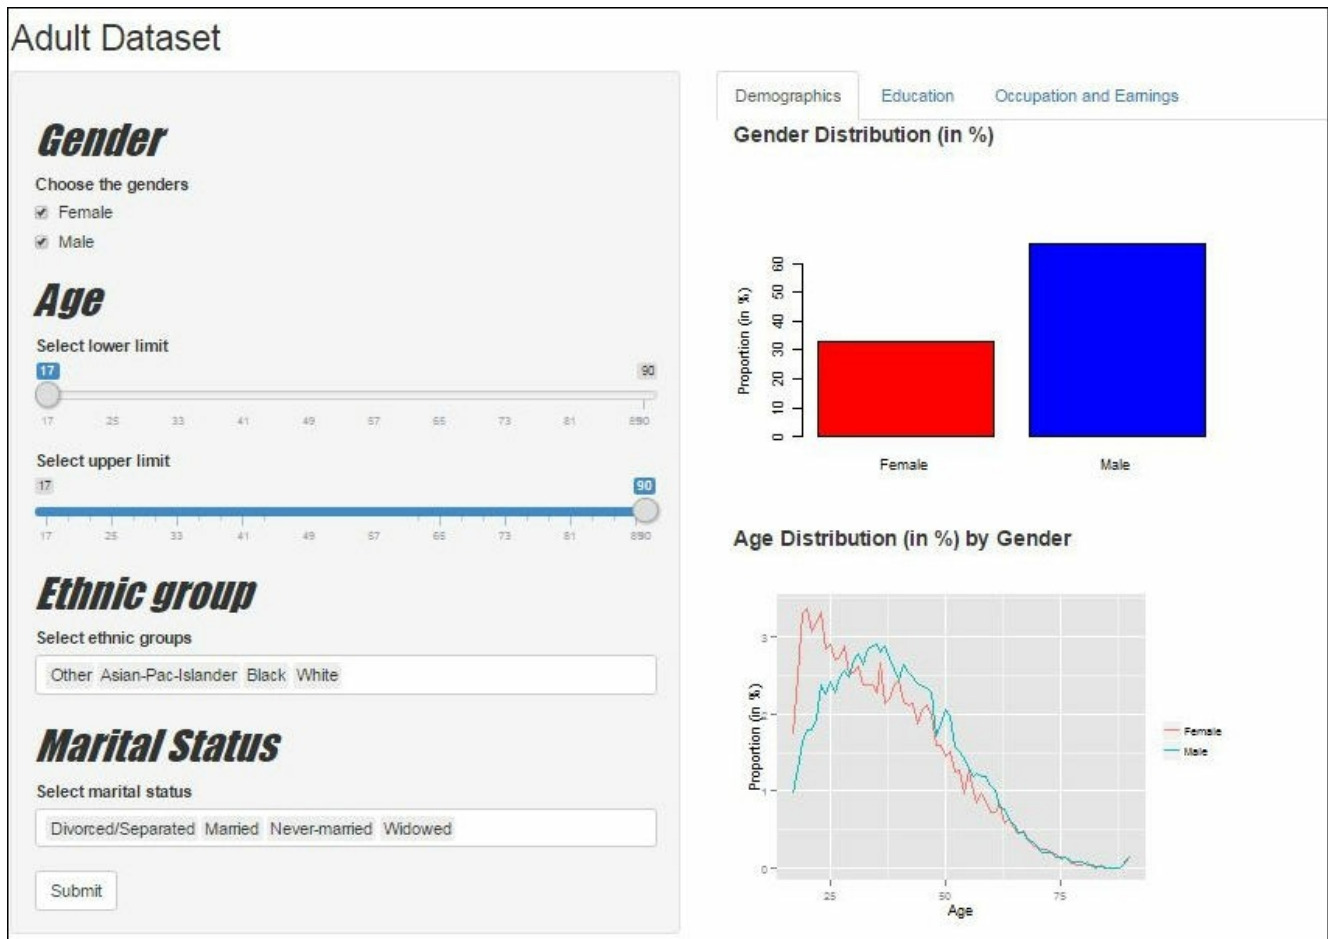 Adult Dataset
Gender
Choose the genders
Female
Male
Age
Select lower limit
17 90
17 25 33 41 49 57 65 73 81 890
Select upper limit
17 90
17 25 33 41 49 57 65 73 81 890
Ethnic group
Select ethnic groups
Other Asian-Pac-Islander Black White
Marital Status
Select marital status
Divorced/Separated Married Never-married Widowed
Submit
Demographics Education Occupation and Earnings
Gender Distribution (in %)
Proportion (in %)
60
50
40
30
20
10
0
Female Male
Age Distribution (in %) by Gender
Proportion (in %)
3
2
1
0
25 50 75
Age
Female
Male